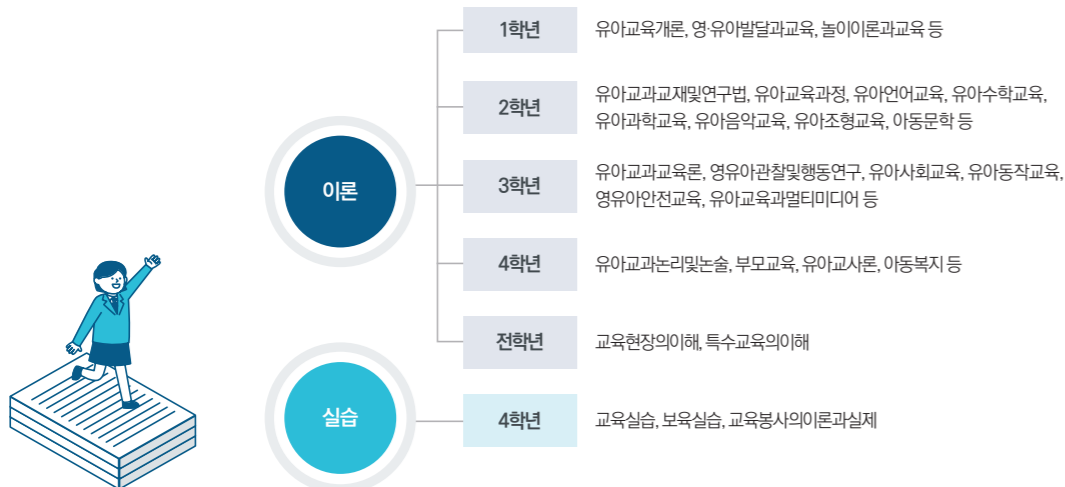 1학년
유아교육개론, 영·유아발달과교육, 놀이이론과교육 등
2학년
유아교과교재및연구법, 유아교육과정, 유아언어교육, 유아수학교육,
유아과학교육, 유아음악교육, 유아조형교육, 아동문학 등
이론
3학년
유아교과교육론, 영유아관찰및행동연구, 유아사회교육, 유아동작교육,
영유아안전교육, 유아교육과멀티미디어 등
4학년
유아교과논리및논술, 부모교육, 유아교사론, 아동복지 등
전학년
교육현장의이해, 특수교육의이해
실습
4학년
교육실습, 보육실습, 교육봉사의이론과실제